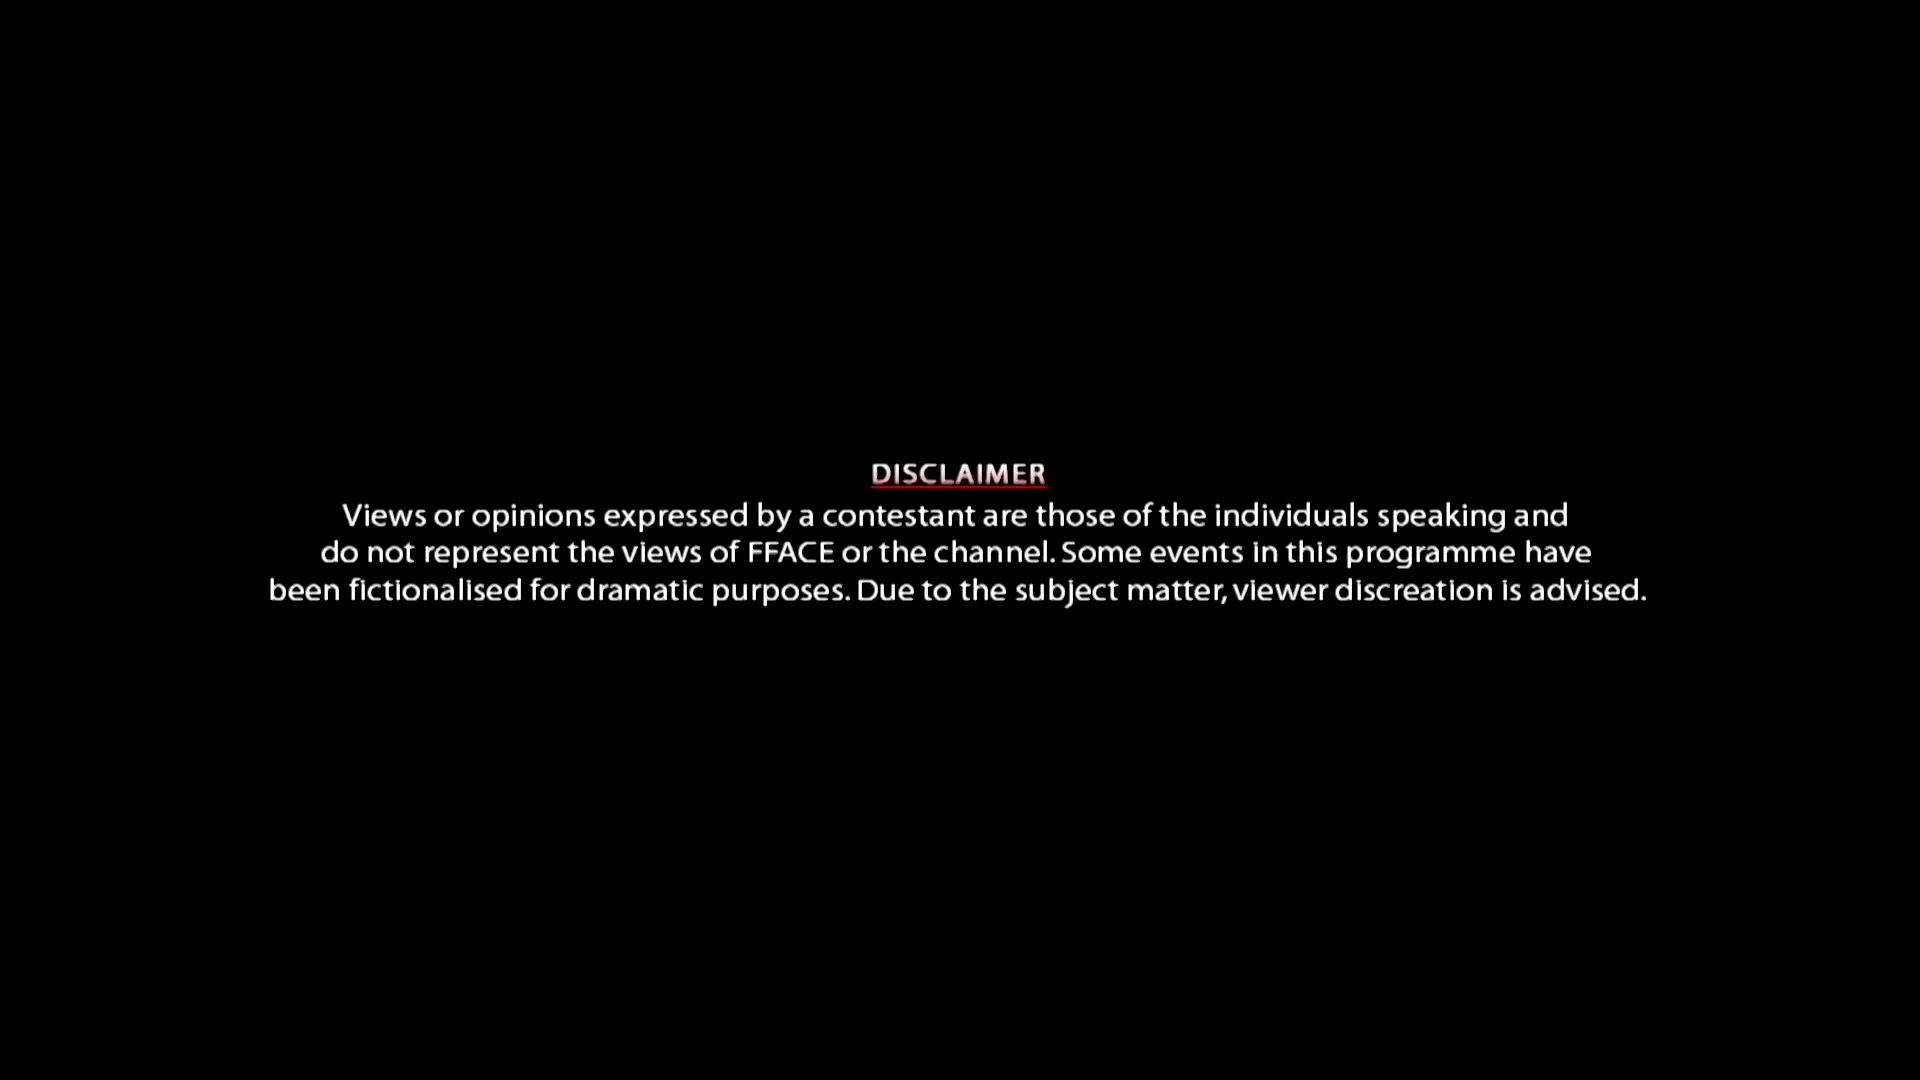 DISCLAIMER
Views or opinions expressed by a contestant are those of the individuals speaking and
do not represent the views of FFACE or the channel. Some events in this programme have
been fictionalised for dramatic purposes. Due to the subject matter, viewer discreation is advised.